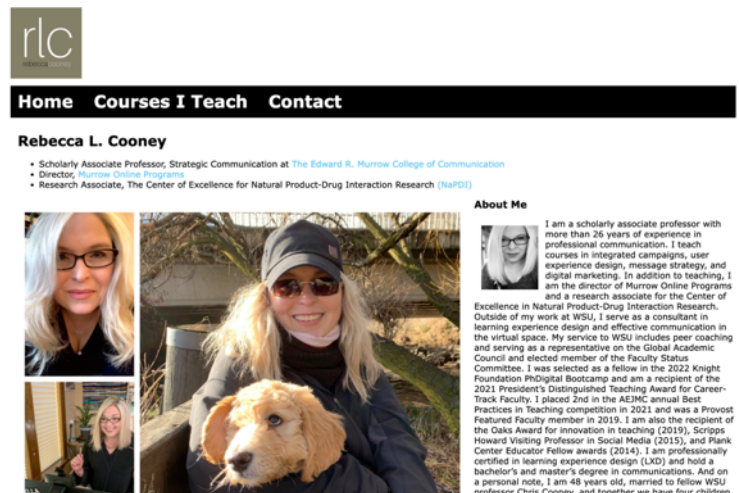 rlc
rebecca cooney
Home Courses I Teach Contact
Rebecca L. Cooney
Scholarly Associate Professor, Strategic Communication at The Edward R. Murrow College of Communication
Director, Murrow Online Programs
Research Associate, The Center of Excellence for Natural Product-Drug Interaction Research (NaPDI)
About Me
I am a scholarly associate professor with
more than 26 years of experience in
professional communication. I teach
courses in integrated campaigns, user
experience design, message strategy, and
digital marketing. In addition to teaching, I
am the director of Murrow Online Programs
and a research associate for the Center of
Excellence in Natural Product-Drug Interaction Research.
Outside of my work at WSU, I serve as a consultant in
learning experience design and effective communication in
the virtual space. My service to WSU includes peer coaching
and serving as a representative on the Global Academic
Council and elected member of the Faculty Status
Committee. I was selected as a fellow in the 2022 Knight
Foundation PhDigital Bootcamp and am a recipient of the
2021 President's Distinguished Teaching Award for Career-
Track Faculty. I placed 2nd in the AEJMC annual Best
Practices in Teaching competition in 2021 and was a Provost
Featured Faculty member in 2019. I am also the recipient of
the Oaks Award for innovation in teaching (2019), Scripps
Howard Visiting Professor in Social Media (2015), and Plank
Center Educator Fellow awards (2014). I am professionally
certified in learning experience design (LXD) and hold a
bachelor's and master's degree in communications. And on
a personal note, I am 48 years old, married to fellow WSU
professor Chris Cooney, and together we have four children